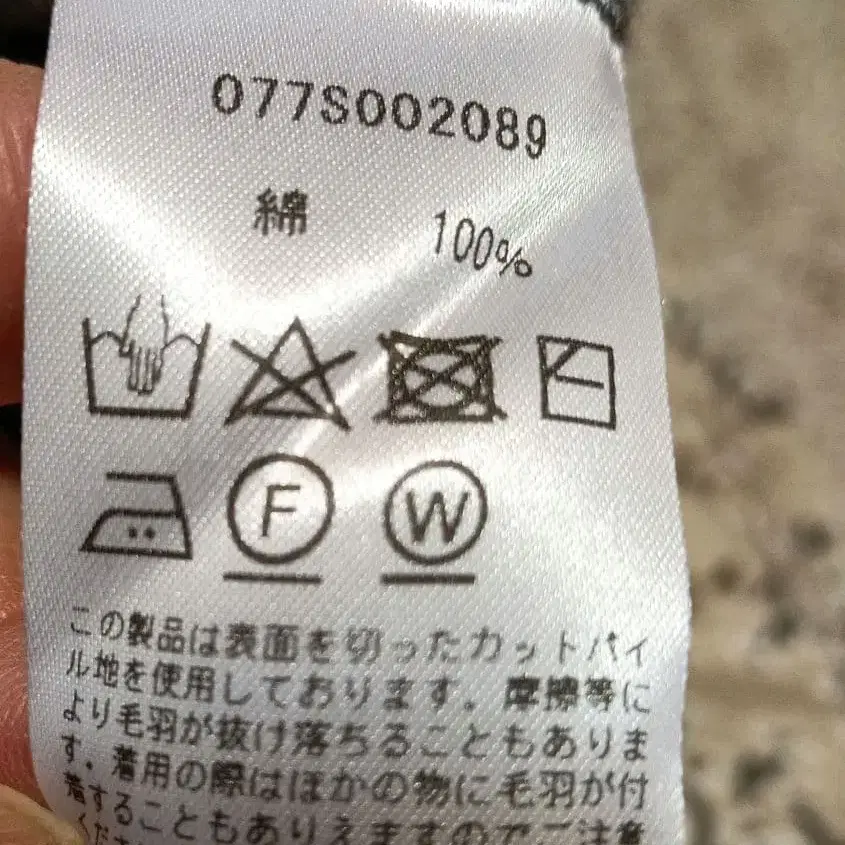 077S002089
綿 100%
F W
この製品は表面を切ったカットパイ
ル地を使用しております。摩擦等に
より毛羽が抜け落ちることもありま
す。着用の際はほかの物に毛羽が付
着することもありえますのでご注意